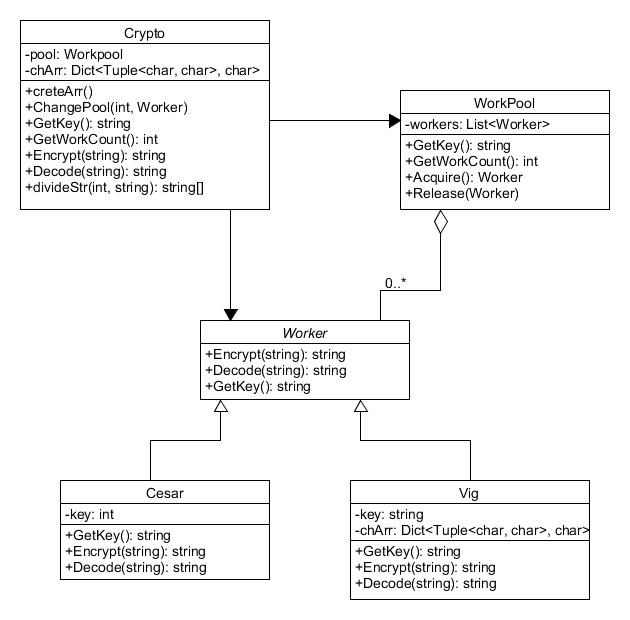 Crypto
-pool: Workpool
-chArr: Dict<Tuple<char, char>, char>
+creteArr()
+ChangePool(int, Worker)
+GetKey(): string
+GetWorkCount(): int
+Encrypt(string): string
+Decode(string): string
+divideStr(int, string): string[]
WorkPool
-workers: List<Worker>
+GetKey(): string
+GetWorkCount(): int
+Acquire(): Worker
+Release(Worker)
0..*
Worker
+Encrypt(string): string
+Decode(string): string
+GetKey(): string
Cesar
-key: int
+GetKey(): string
+Encrypt(string): string
+Decode(string): string
Vig
-key: string
-chArr: Dict<Tuple<char, char>, char>
+GetKey(): string
+Encrypt(string): string
+Decode(string): string